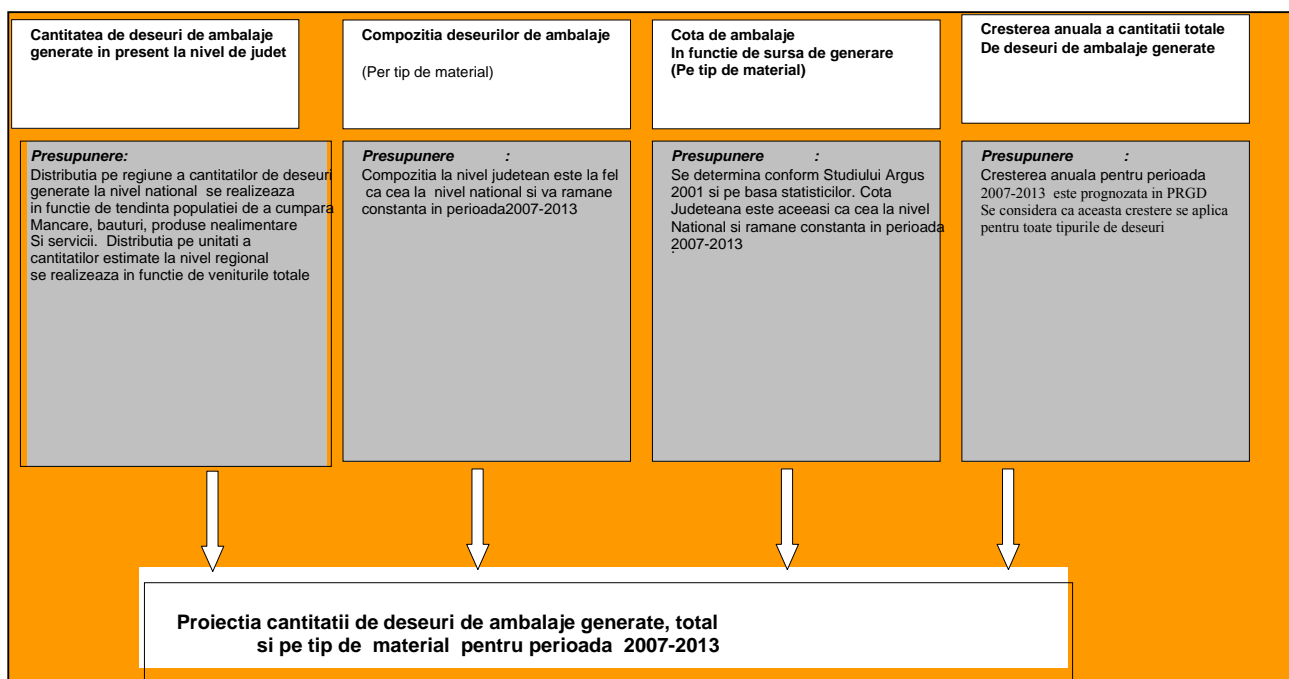 Cantitatea de deseuri de ambalaje
generate in present la nivel de judet
Compozitia deseurilor de ambalaje
(Per tip de material)
Cota de ambalaje
In functie de sursa de generare
(Pe tip de material)
Cresterea anuala a cantitatii totale
De deseuri de ambalaje generate
Presupunere:
Distributia pe regiune a cantitatilor de deseuri
generate la nivel national se realizeaza
in functie de tendinta populatiei de a cumpara
Mancare, bauturi, produse nealimentare
Si servicii. Distributia pe unitati a
cantitatilor estimate la nivel regional
se realizeaza in functie de veniturile totale
Presupunere :
Compozitia la nivel judetean este la fel
ca cea la nivel national si va ramane
constanta in perioada2007-2013
Presupunere :
Se determina conform Studiului Argus
2001 si pe basa statisticilor. Cota
Judeteana este aceeasi ca cea la nivel
National si ramane constanta in perioada
2007-2013
.
Presupunere :
Cresterea anuala pentru perioada
2007-2013 este prognozata in PRGD
Se considera ca aceasta crestere se aplica
pentru toate tipurile de deseuri
Proiectia cantitatii de deseuri de ambalaje generate, total
si pe tip de material pentru perioada 2007-2013